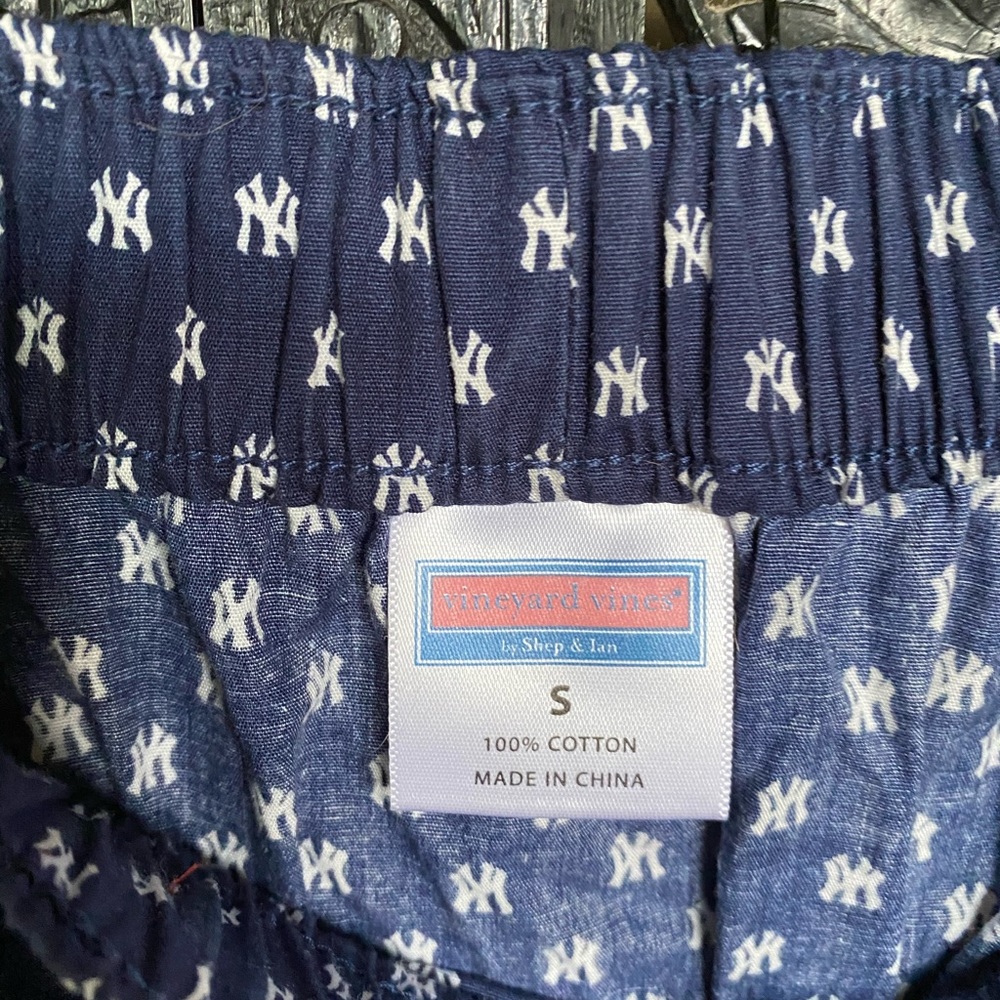 vineyard vines®
by Shep & Ian
S
100% COTTON
MADE IN CHINA